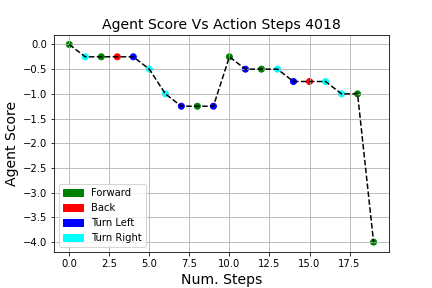 Agent Score Vs Action Steps 4018
Agent Score
0.0
−0.5
−1.0
−1.5
−2.0
−2.5
−3.0
−3.5
−4.0
Forward
Back
Turn Left
Turn Right
0.0 2.5 5.0 7.5 10.0 12.5 15.0 17.5
Num. Steps